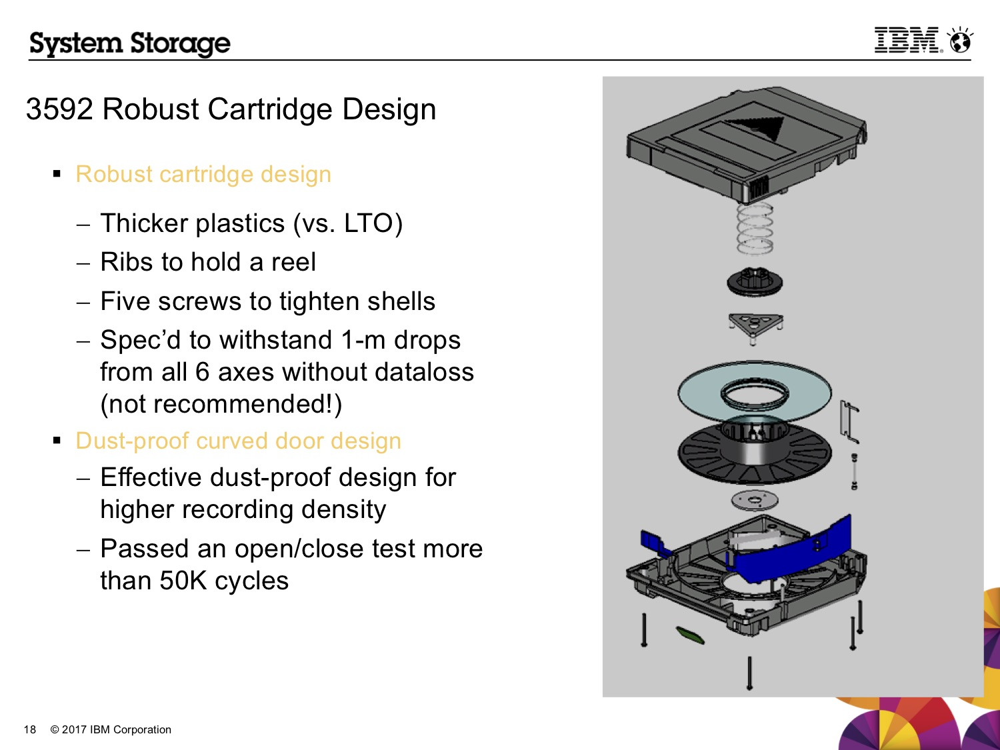 System Storage
IBM
3592 Robust Cartridge Design
▪ Robust cartridge design
– Thicker plastics (vs. LTO)
– Ribs to hold a reel
– Five screws to tighten shells
– Spec’d to withstand 1-m drops
from all 6 axes without dataloss
(not recommended!)
▪ Dust-proof curved door design
– Effective dust-proof design for
higher recording density
– Passed an open/close test more
than 50K cycles
18 © 2017 IBM Corporation